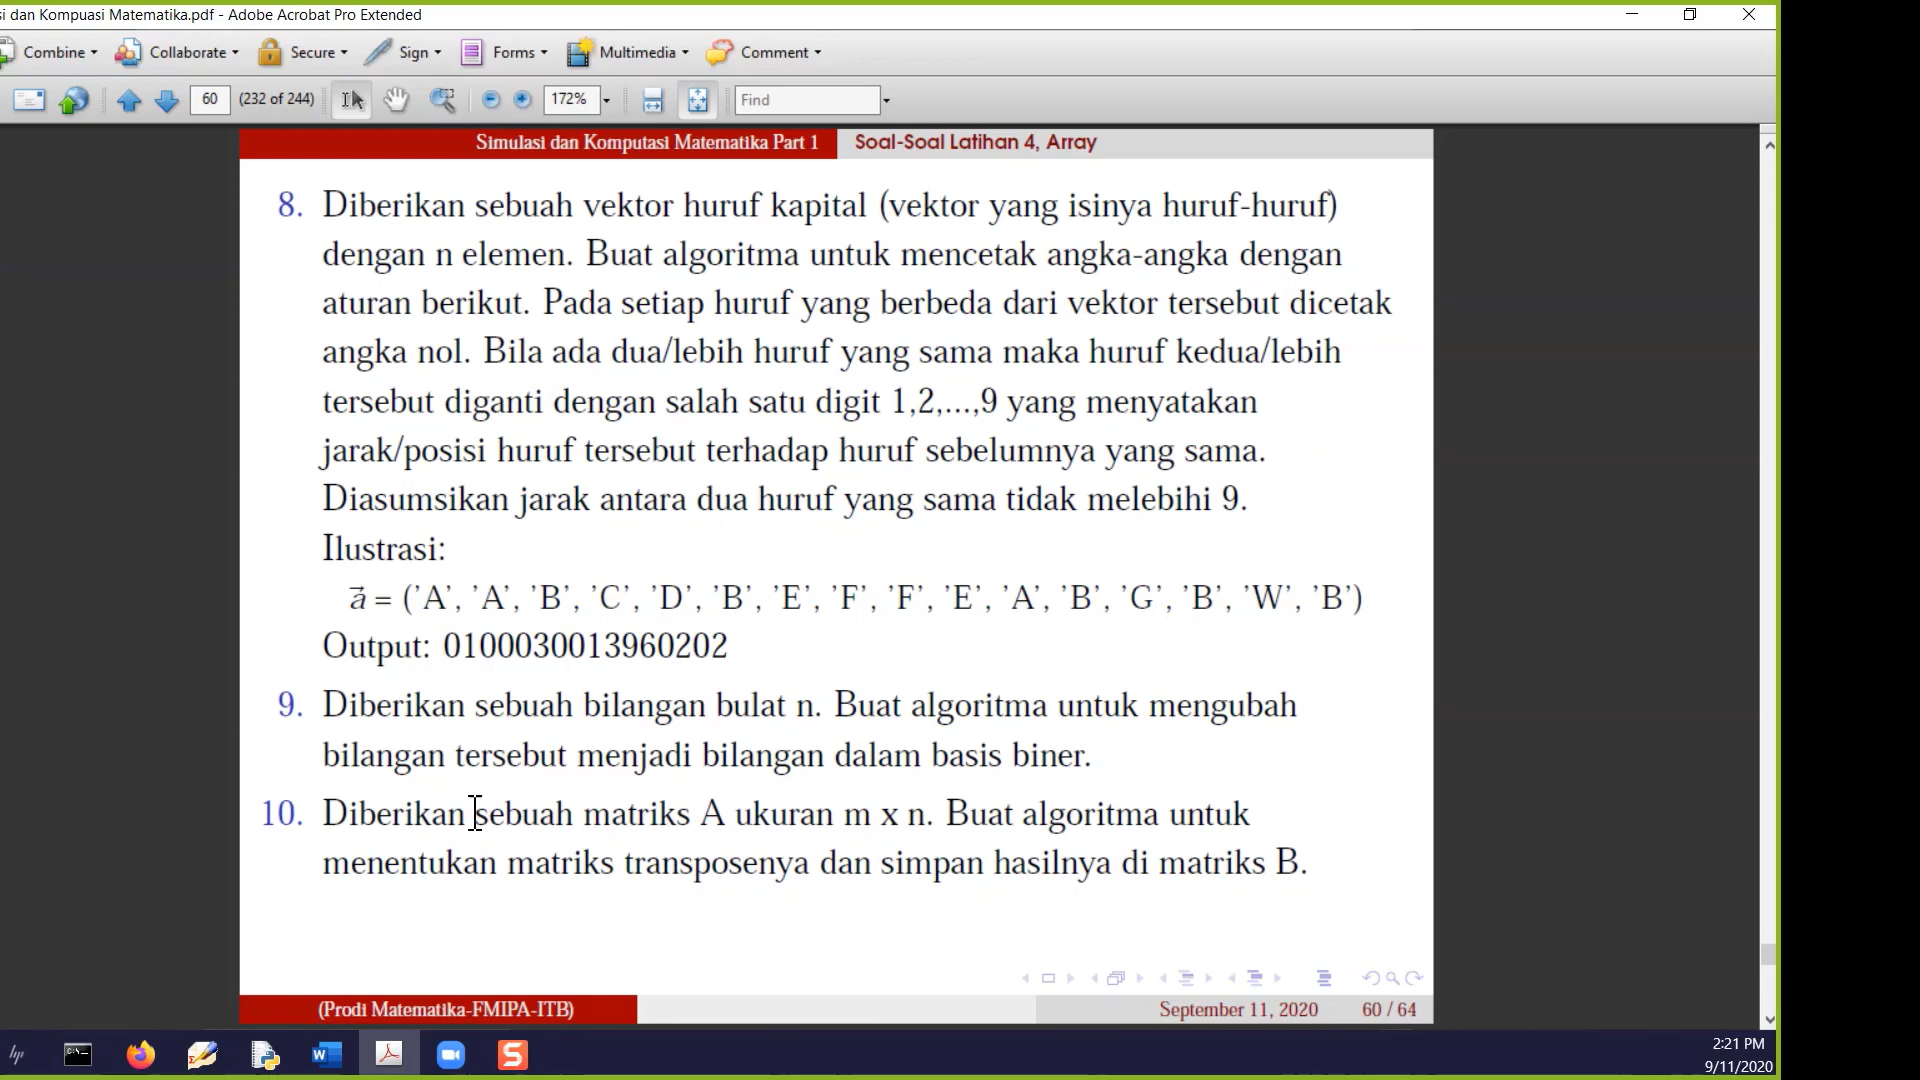 si dan Kompuasi Matematika.pdf - Adobe Acrobat Pro Extended
Combine Collaborate Secure Sign Forms Multimedia Comment
60 (232 of 244) 172% Find
Simulasi dan Komputasi Matematika Part 1 Soal-Soal Latihan 4, Array
8. Diberikan sebuah vektor huruf kapital (vektor yang isinya huruf-huruf)
dengan n elemen. Buat algoritma untuk mencetak angka-angka dengan
aturan berikut. Pada setiap huruf yang berbeda dari vektor tersebut dicetak
angka nol. Bila ada dua/lebih huruf yang sama maka huruf kedua/lebih
tersebut diganti dengan salah satu digit 1,2,...,9 yang menyatakan
jarak/posisi huruf tersebut terhadap huruf sebelumnya yang sama.
Diasumsikan jarak antara dua huruf yang sama tidak melebihi 9.
Ilustrasi:
a⃗ = ('A', 'A', 'B', 'C', 'D', 'B', 'E', 'F', 'F', 'E', 'A', 'B', 'G', 'B', 'W', 'B')
Output: 0100030013960202
9. Diberikan sebuah bilangan bulat n. Buat algoritma untuk mengubah
bilangan tersebut menjadi bilangan dalam basis biner.
10. Diberikan sebuah matriks A ukuran m x n. Buat algoritma untuk
menentukan matriks transposenya dan simpan hasilnya di matriks B.
(Prodi Matematika-FMIPA-ITB) September 11, 2020 60 / 64
hp
2:21 PM
9/11/2020